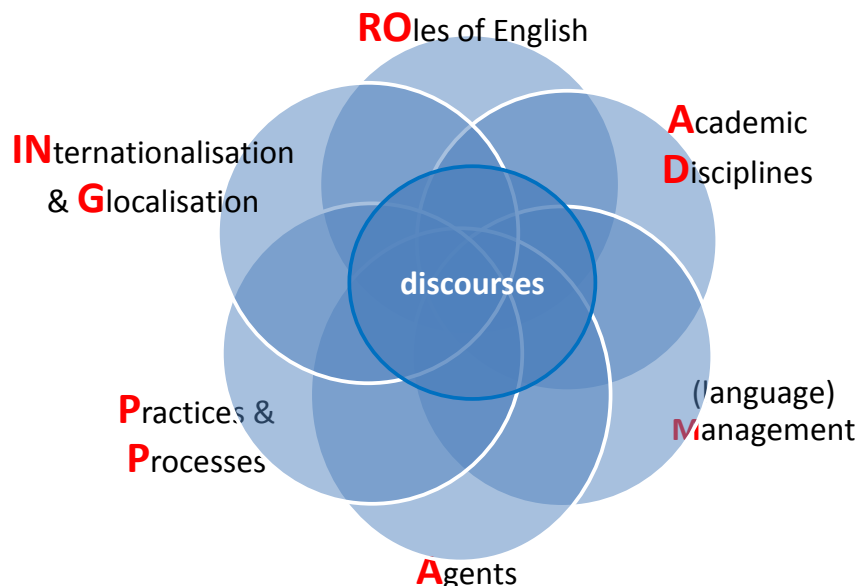 ROles of English
Academic
Disciplines
(language)
Management
Agents
Practices &
Processes
INternationalisation
& Glocalisation
discourses